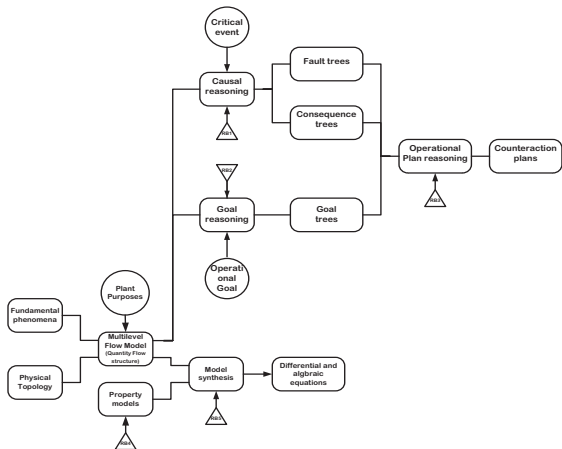 Critical
event
Fault trees
Causal
reasoning
Consequence
trees
RB1
Operational
Plan reasoning
Counteraction
plans
RB2
RB3
Goal
reasoning
Goal
trees
Operati
onal
Goal
Plant
Purposes
Fundamental
phenomena
Multilevel
Flow Model
(Quantity Flow
structure)
Model
synthesis
Differential and
algbraic
equations
Physical
Topology
Property
models
RB5
RB4